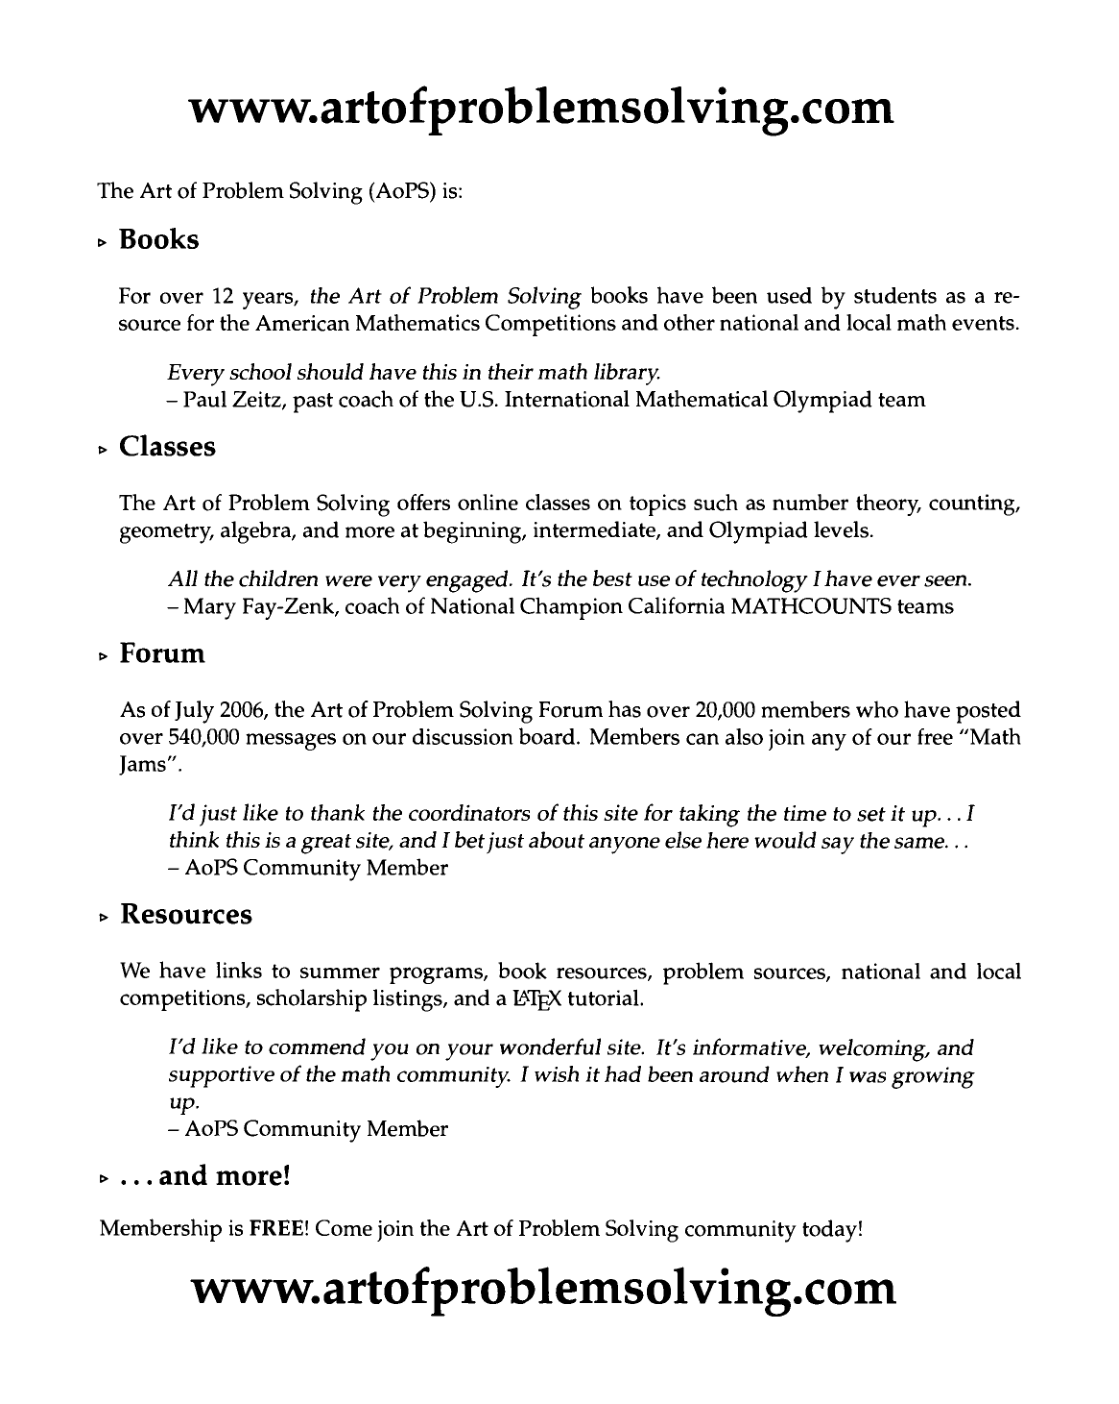 www.artofproblemsolving.com
The Art of Problem Solving (AoPS) is:
▹ Books
For over 12 years, the Art of Problem Solving books have been used by students as a re-
source for the American Mathematics Competitions and other national and local math events.
Every school should have this in their math library.
– Paul Zeitz, past coach of the U.S. International Mathematical Olympiad team
▹ Classes
The Art of Problem Solving offers online classes on topics such as number theory, counting,
geometry, algebra, and more at beginning, intermediate, and Olympiad levels.
All the children were very engaged. It's the best use of technology I have ever seen.
– Mary Fay-Zenk, coach of National Champion California MATHCOUNTS teams
▹ Forum
As of July 2006, the Art of Problem Solving Forum has over 20,000 members who have posted
over 540,000 messages on our discussion board. Members can also join any of our free "Math
Jams".
I'd just like to thank the coordinators of this site for taking the time to set it up. . . I
think this is a great site, and I bet just about anyone else here would say the same. . .
– AoPS Community Member
▹ Resources
We have links to summer programs, book resources, problem sources, national and local
competitions, scholarship listings, and a LATEX tutorial.
I'd like to commend you on your wonderful site. It's informative, welcoming, and
supportive of the math community. I wish it had been around when I was growing
up.
– AoPS Community Member
▹ . . . and more!
Membership is FREE! Come join the Art of Problem Solving community today!
www.artofproblemsolving.com